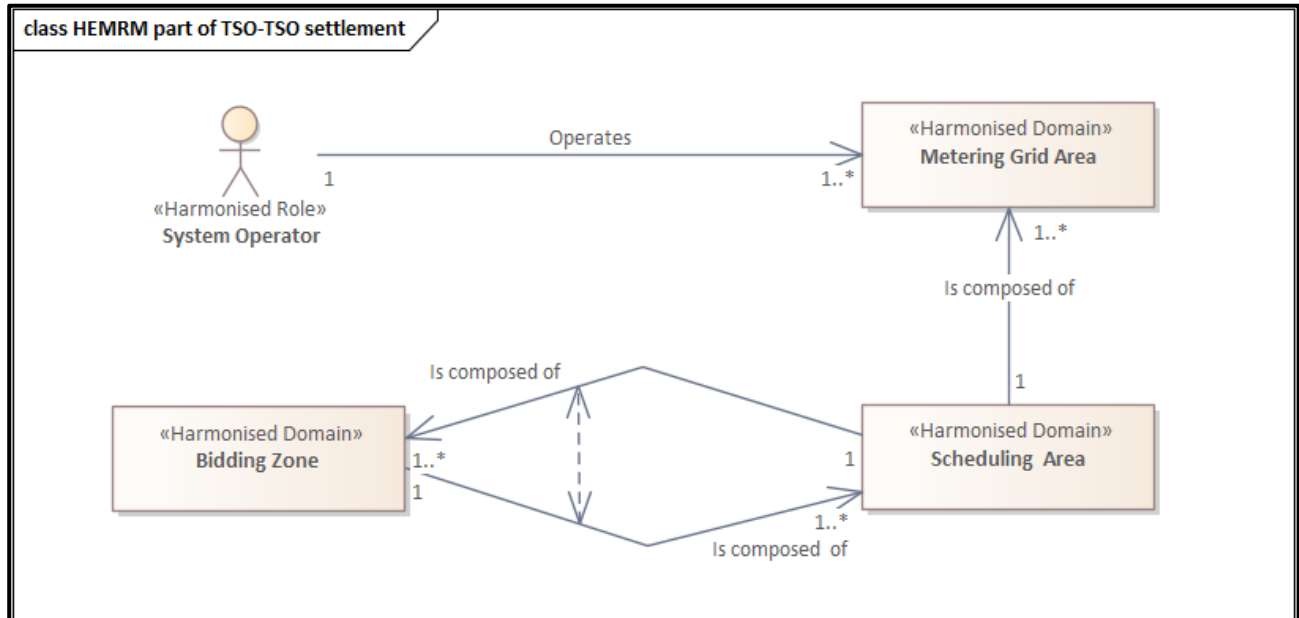 class HEMRM part of TSO-TSO settlement
Operates
1
1..*
«Harmonised Role»
System Operator
«Harmonised Domain»
Metering Grid Area
1..*
Is composed of
1
Is composed of
«Harmonised Domain»
Bidding Zone
1..*
1
«Harmonised Domain»
Scheduling Area
1
1..*
Is composed of